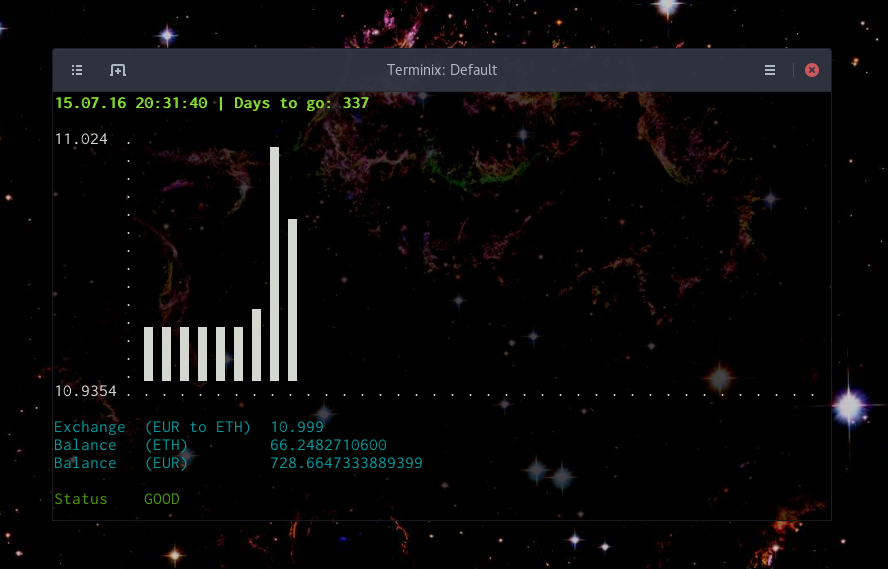 Terminix: Default
15.07.16 20:31:40 | Days to go: 337
11.024
10.9354
Exchange (EUR to ETH) 10.999
Balance (ETH) 66.2482710600
Balance (EUR) 728.6647333889399
Status GOOD